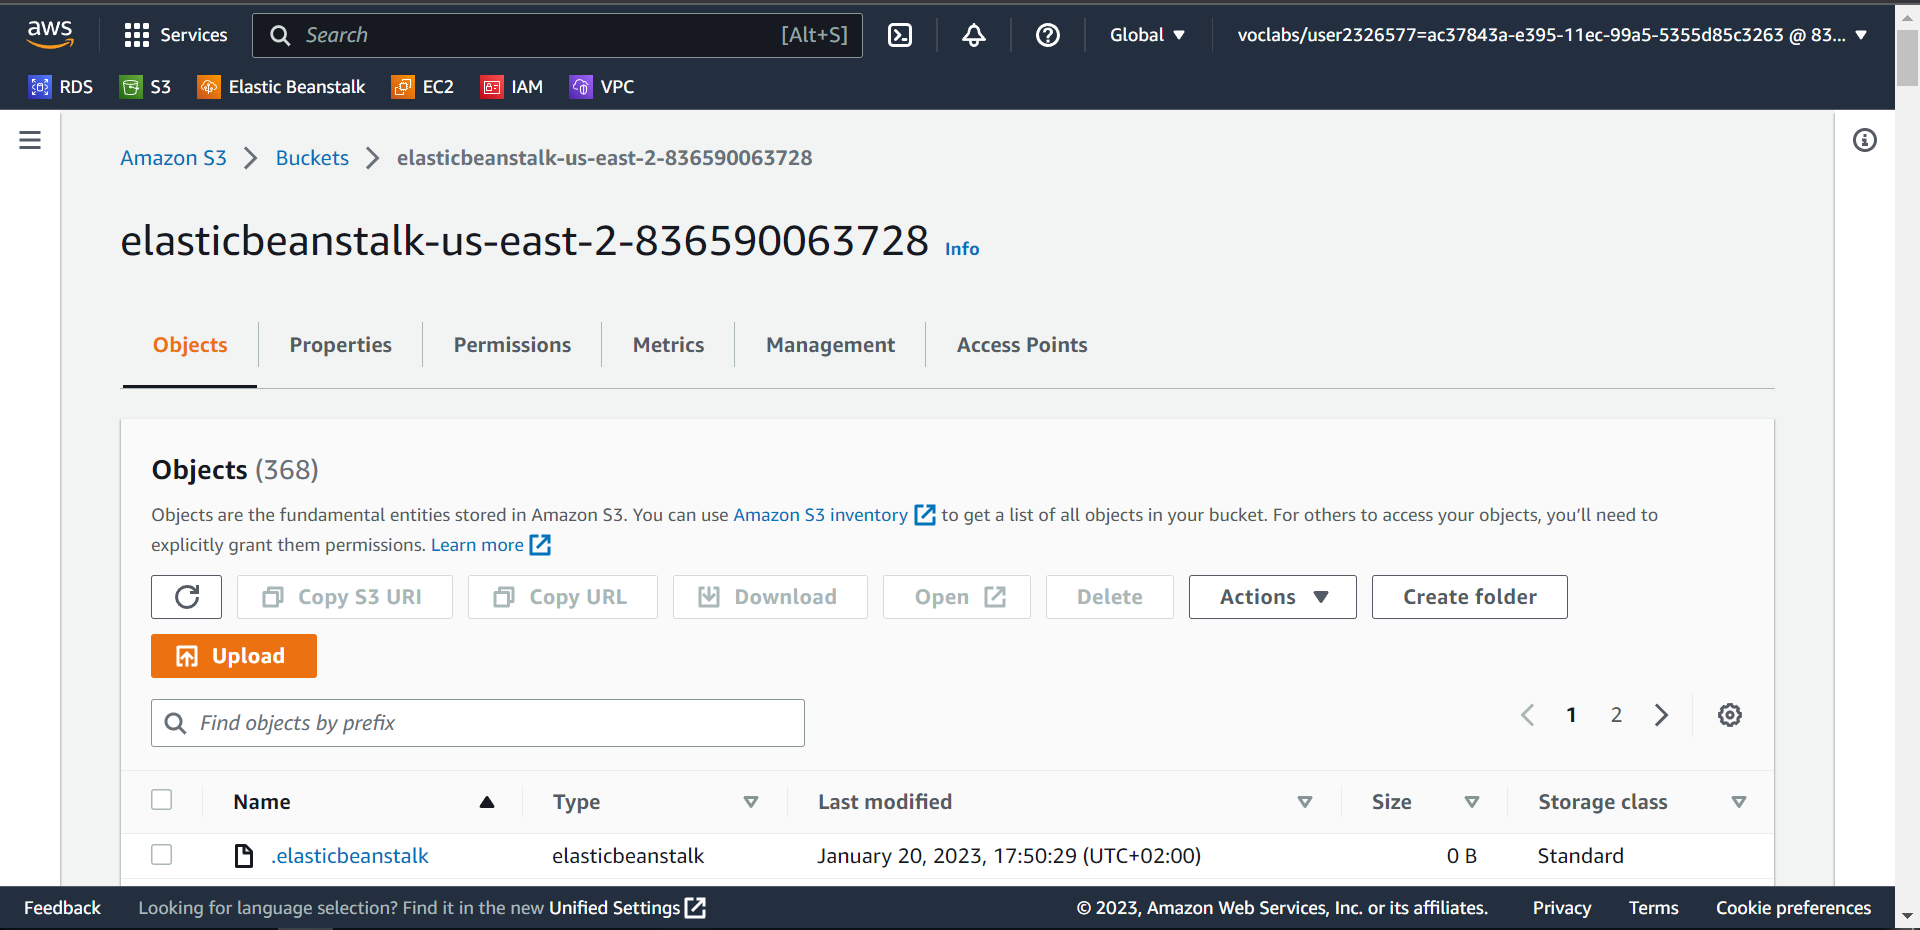 aws Services Search [Alt+S] Global voclabs/user2326577=ac37843a-e395-11ec-99a5-5355d85c3263 @ 83...
RDS S3 Elastic Beanstalk EC2 IAM VPC
Amazon S3 Buckets elasticbeanstalk-us-east-2-836590063728
elasticbeanstalk-us-east-2-836590063728 Info
Objects Properties Permissions Metrics Management Access Points
Objects (368)
Objects are the fundamental entities stored in Amazon S3. You can use Amazon S3 inventory to get a list of all objects in your bucket. For others to access your objects, you’ll need to
explicitly grant them permissions. Learn more
Copy S3 URI Copy URL Download Open Delete Actions Create folder
Upload
Find objects by prefix 1 2
Name Type Last modified Size Storage class
.elasticbeanstalk elasticbeanstalk January 20, 2023, 17:50:29 (UTC+02:00) 0 B Standard
Feedback Looking for language selection? Find it in the new Unified Settings © 2023, Amazon Web Services, Inc. or its affiliates. Privacy Terms Cookie preferences